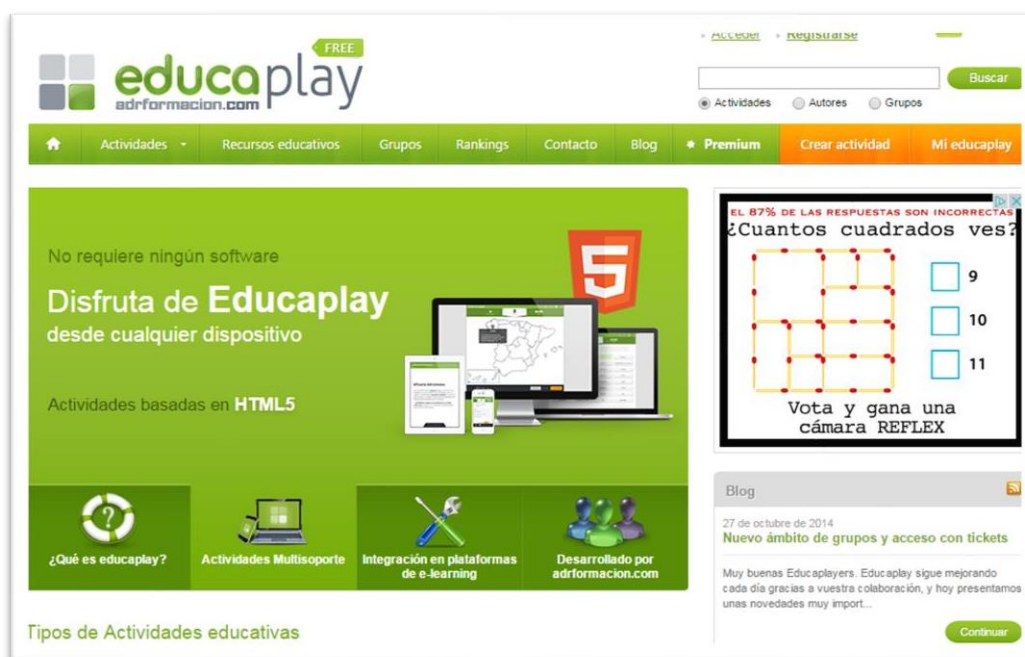 FREE
educaplay
adrformacion.com
Acceder Registrarse
Buscar
Actividades Autores Grupos
Actividades Recursos educativos Grupos Rankings Contacto Blog Premium Crear actividad Mi educaplay
No requiere ningún software
Disfruta de Educaplay
desde cualquier dispositivo
Actividades basadas en HTML5
5
¿Qué es educaplay?
Actividades Multisoporte
Integración en plataformas
de e-learning
Desarrollado por
adrformacion.com
Tipos de Actividades educativas
EL 87% DE LAS RESPUESTAS SON INCORRECTAS
¿Cuantos cuadrados ves?
9
10
11
Vota y gana una
cámara REFLEX
Blog
27 de octubre de 2014
Nuevo ámbito de grupos y acceso con tickets
Muy buenas Educaplayers. Educaplay sigue mejorando
cada día gracias a vuestra colaboración, y hoy presentamos
unas novedades muy import...
Continuar